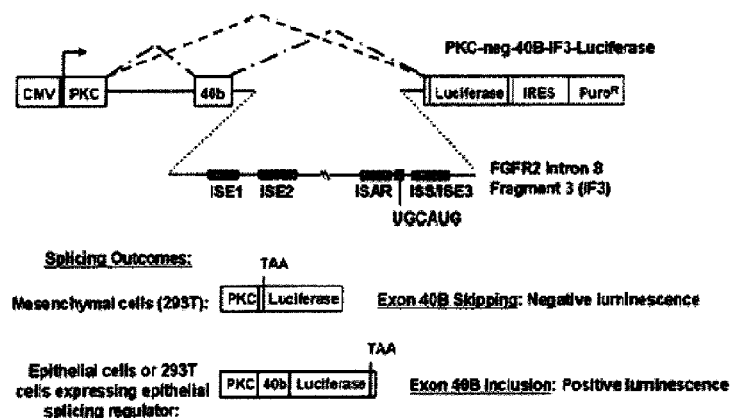 PKC-neg-40B-IF3-Luciferase
CMV PKC 40b Luciferase IRES PuroR
ISE1 ISE2 ISAR ISS/ISE3
UGCAUG
FGFR2 Intron 8
Fragment 3 (IF3)
Splicing Outcomes:
TAA
Mesenchymal cells (293T): PKC Luciferase Exon 40B Skipping: Negative luminescence
TAA
Epithelial cells or 293T
cells expressing epithelial
splicing regulator:
PKC 40b Luciferase Exon 40B Inclusion: Positive luminescence